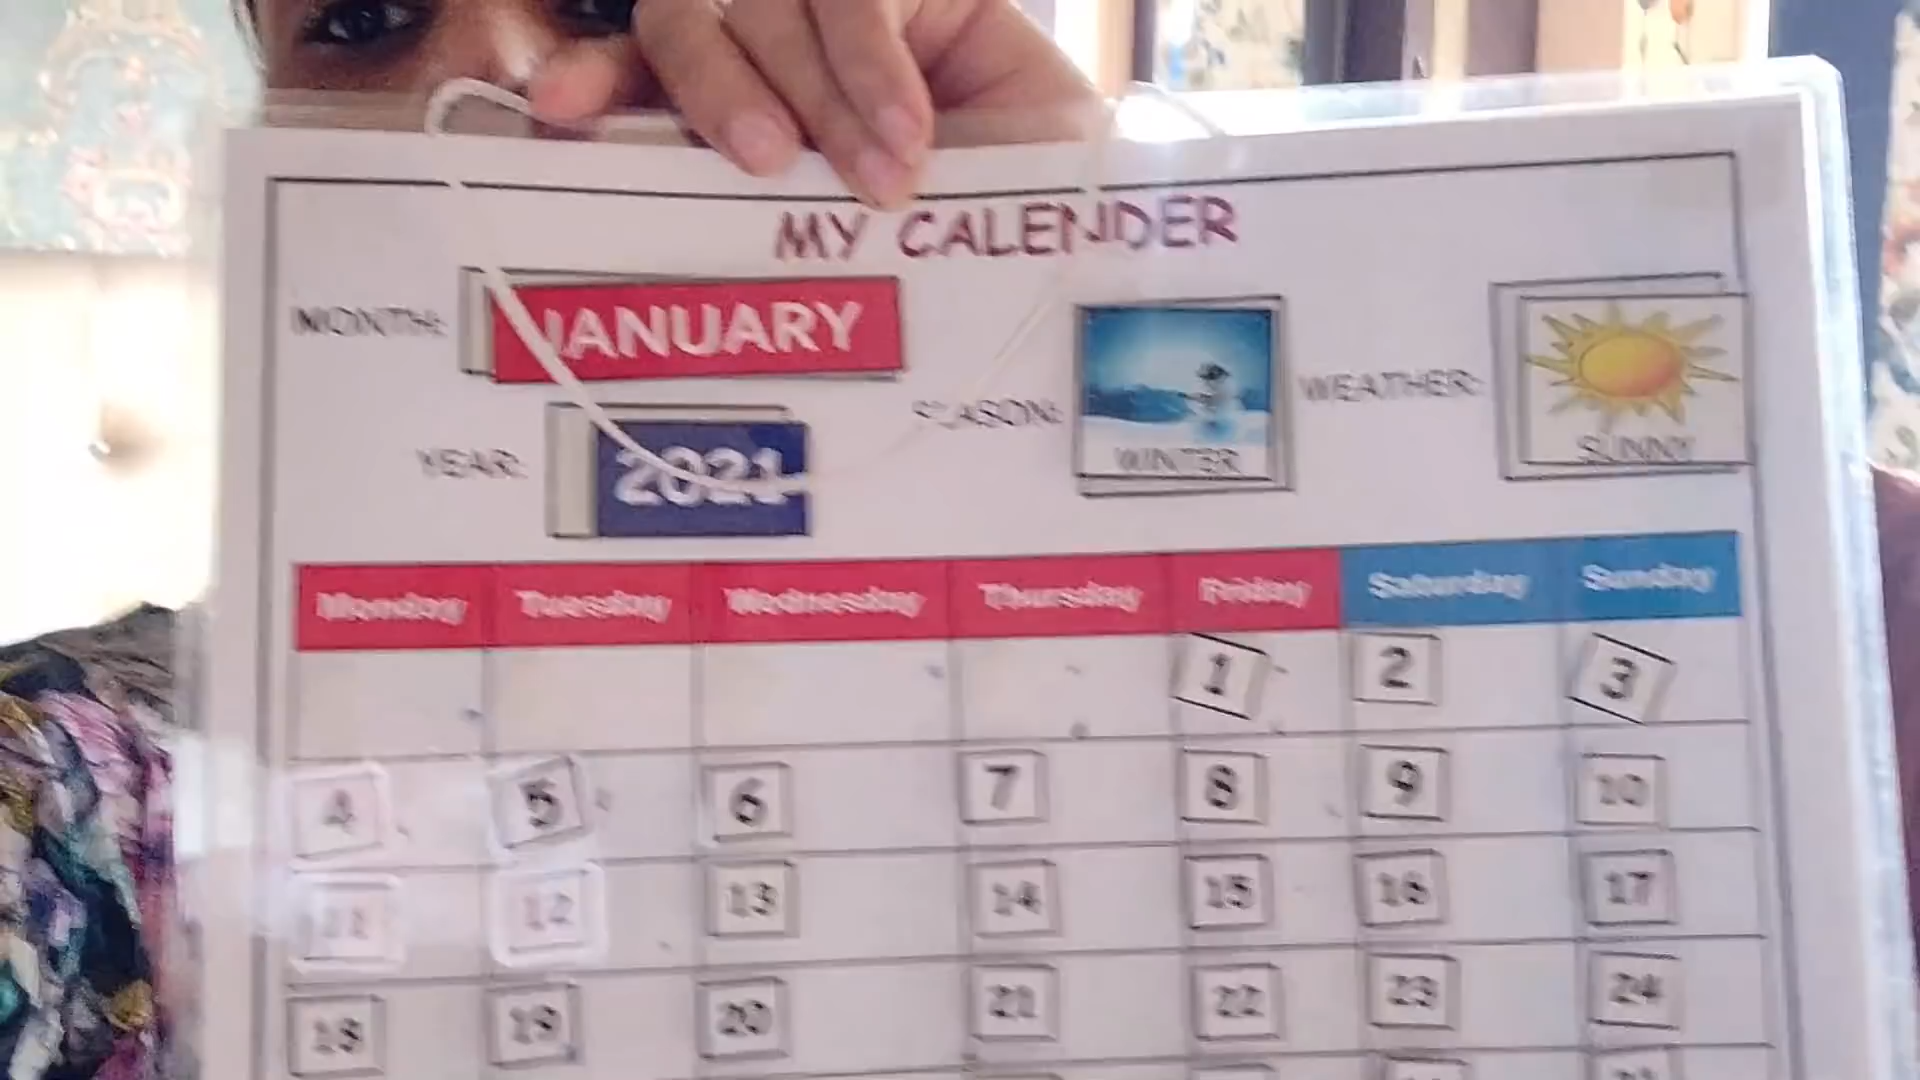 MY CALENDER
MONTH: JANUARY
YEAR: 2021
SEASON: WINTER
WEATHER: SUNNY
Monday Tuesday Wednesday Thursday Friday Saturday Sunday
1 2 3
4 5 6 7 8 9 10
11 12 13 14 15 16 17
18 19 20 21 22 23 24